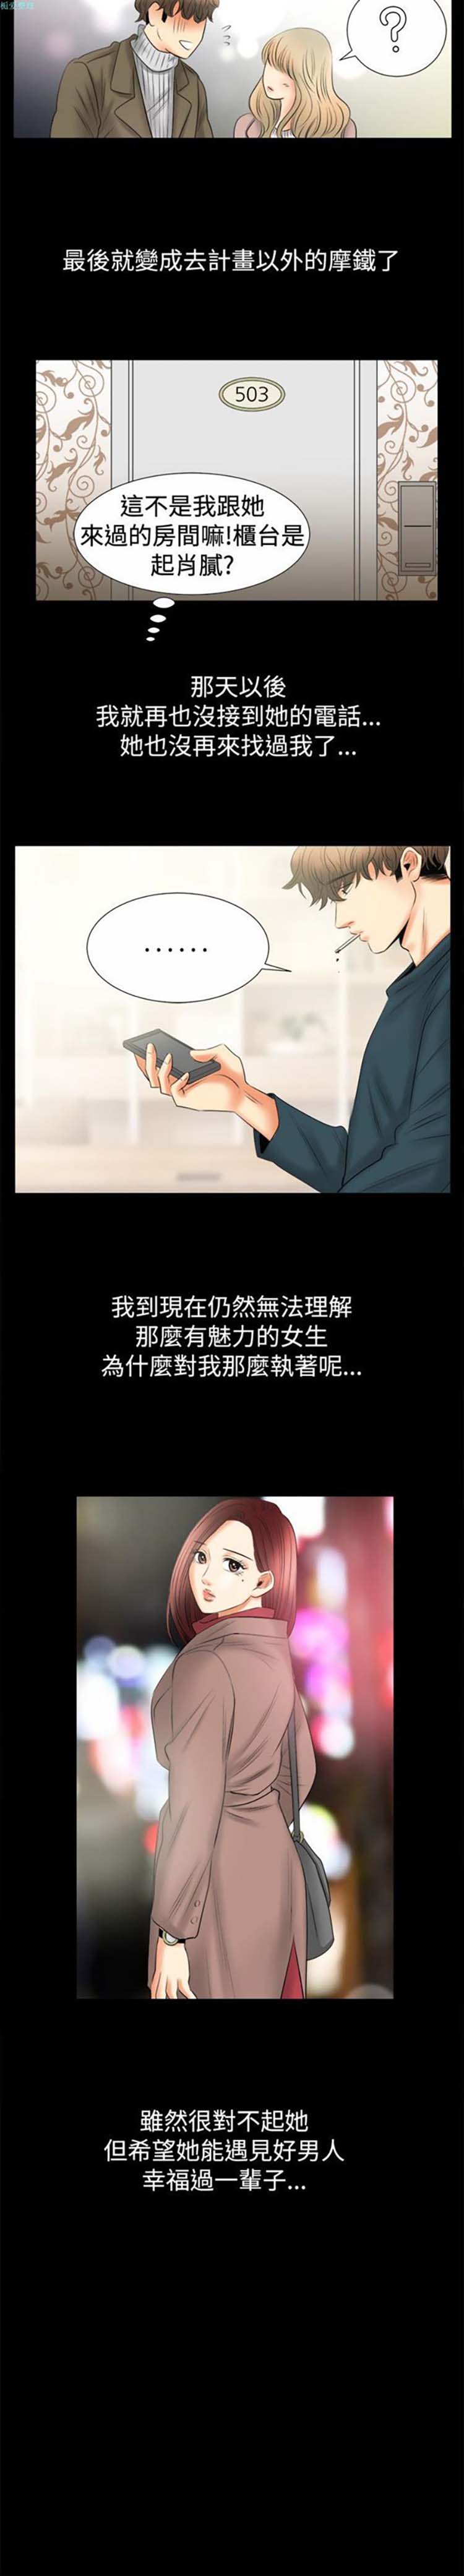 ?
最後就變成去計畫以外的摩鐵了
503
這不是我跟她
來過的房間嘛!櫃台是
起肖膩?
那天以後
我就再也沒接到她的電話...
她也沒再來找過我了...
......
我到現在仍然無法理解
那麼有魅力的女生
為什麼對我那麼執著呢...
雖然很對不起她
但希望她能遇見好男人
幸福過一輩子...